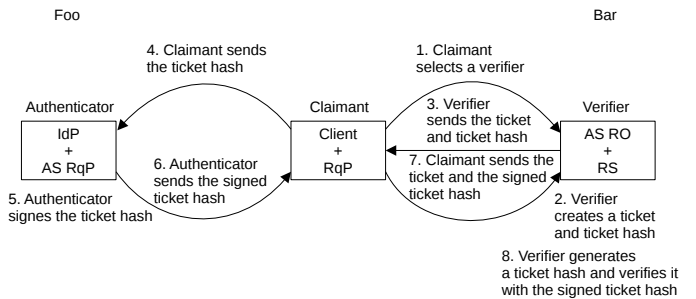 Foo
Bar
4. Claimant sends
the ticket hash
1. Claimant
selects a verifier
Authenticator
Claimant
Verifier
3. Verifier
sends the ticket
and ticket hash
IdP
+
AS RqP
Client
+
RqP
AS RO
+
RS
6. Authenticator
sends the signed
ticket hash
7. Claimant sends the
ticket and the signed
ticket hash
5. Authenticator
signes the ticket hash
2. Verifier
creates a ticket
and ticket hash
8. Verifier generates
a ticket hash and verifies it
with the signed ticket hash